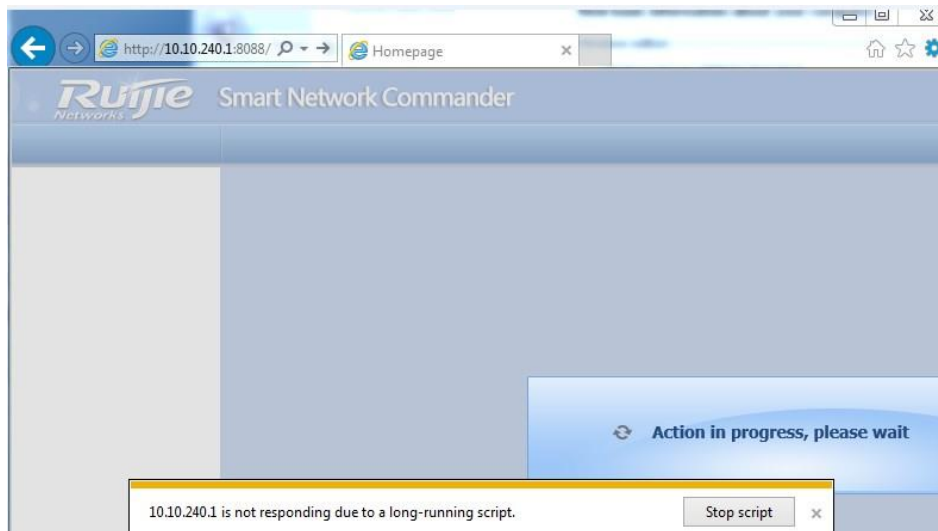 http://10.10.240.1:8088/
Homepage
Ruijie Networks
Smart Network Commander
Action in progress, please wait
10.10.240.1 is not responding due to a long-running script.
Stop script